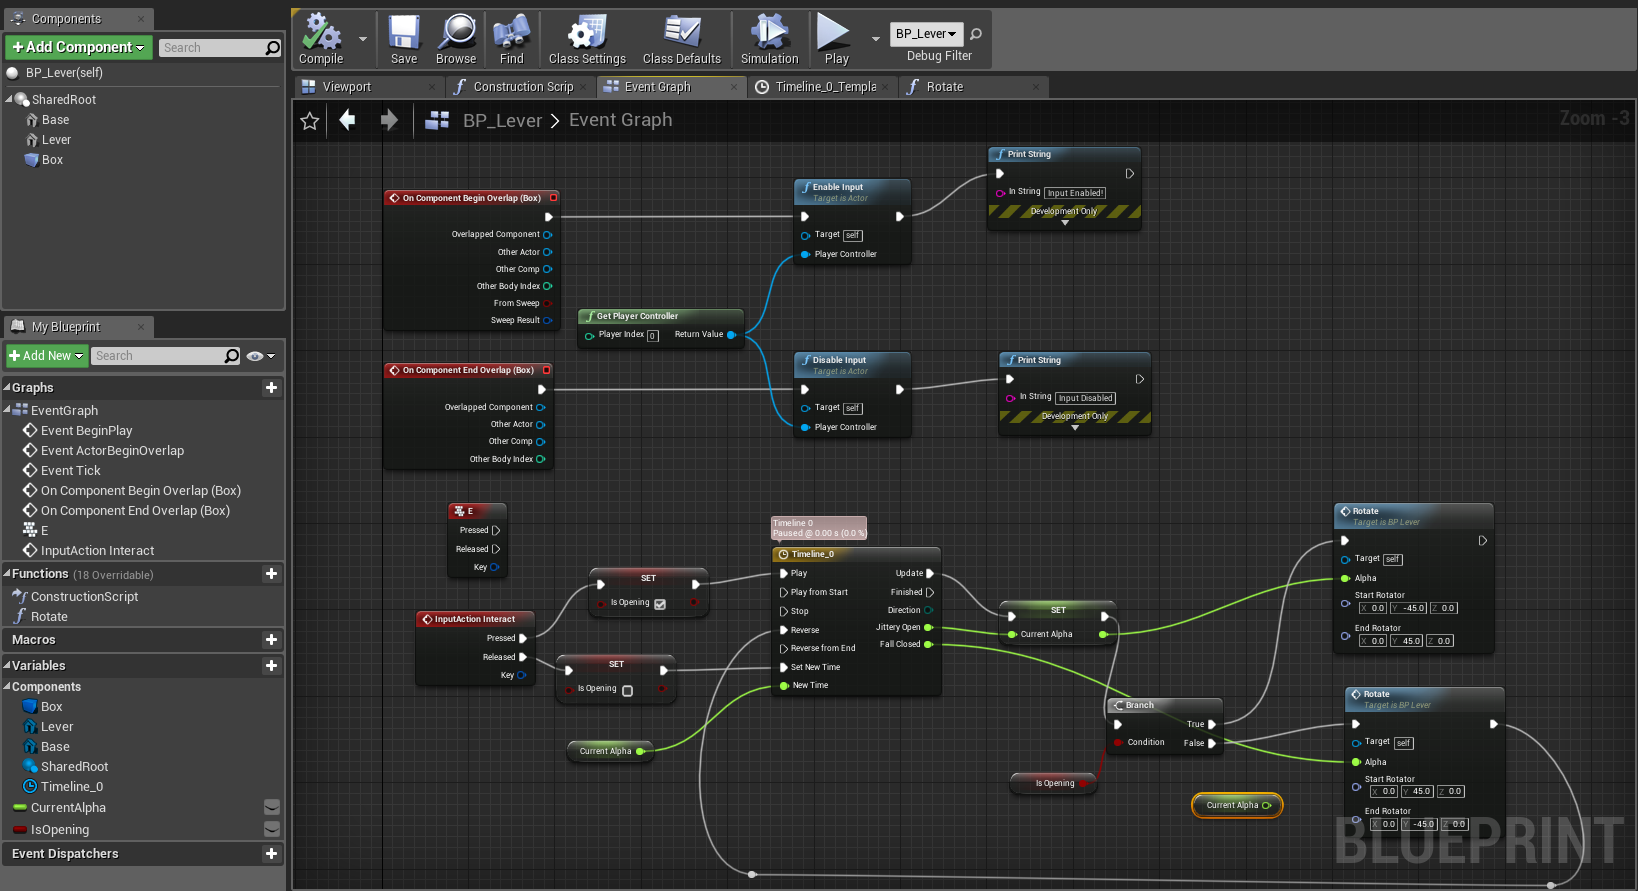 Components
Add Component
Search
BP_Lever(self)
SharedRoot
Base
Lever
Box
My Blueprint
Add New
Search
Graphs
EventGraph
Event BeginPlay
Event ActorBeginOverlap
Event Tick
On Component Begin Overlap (Box)
On Component End Overlap (Box)
E
InputAction Interact
Functions (18 Overridable)
ConstructionScript
Rotate
Macros
Variables
Components
Box
Lever
Base
SharedRoot
Timeline_0
CurrentAlpha
IsOpening
Event Dispatchers
Compile
Save
Browse
Find
Class Settings
Class Defaults
Simulation
Play
BP_Lever
Debug Filter
Viewport
Construction Scrip
Event Graph
Timeline_0_Templa
Rotate
BP_Lever > Event Graph
Zoom -3
On Component Begin Overlap (Box)
Overlapped Component
Other Actor
Other Comp
Other Body Index
From Sweep
Sweep Result
Enable Input
Target is Actor
Target self
Player Controller
Print String
In String Input Enabled!
Development Only
Get Player Controller
Player Index 0 Return Value
On Component End Overlap (Box)
Overlapped Component
Other Actor
Other Comp
Other Body Index
Disable Input
Target is Actor
Target self
Player Controller
Print String
In String Input Disabled
Development Only
E
Pressed
Released
Key
InputAction Interact
Pressed
Released
Key
SET
Is Opening
SET
Is Opening
Current Alpha
Timeline 0
Paused @ 0.00 s (0.0 %)
Timeline_0
Play Update
Play from Start Finished
Stop Direction
Reverse Jittery Open
Reverse from End Fall Closed
Set New Time
New Time
SET
Current Alpha
Branch
True
Condition False
Is Opening
Current Alpha
Rotate
Target is BP Lever
Target self
Alpha
Start Rotator
X 0.0 Y -45.0 Z 0.0
End Rotator
X 0.0 Y 45.0 Z 0.0
Rotate
Target is BP Lever
Target self
Alpha
Start Rotator
X 0.0 Y 45.0 Z 0.0
End Rotator
X 0.0 Y -45.0 Z 0.0
BLUEPRINT